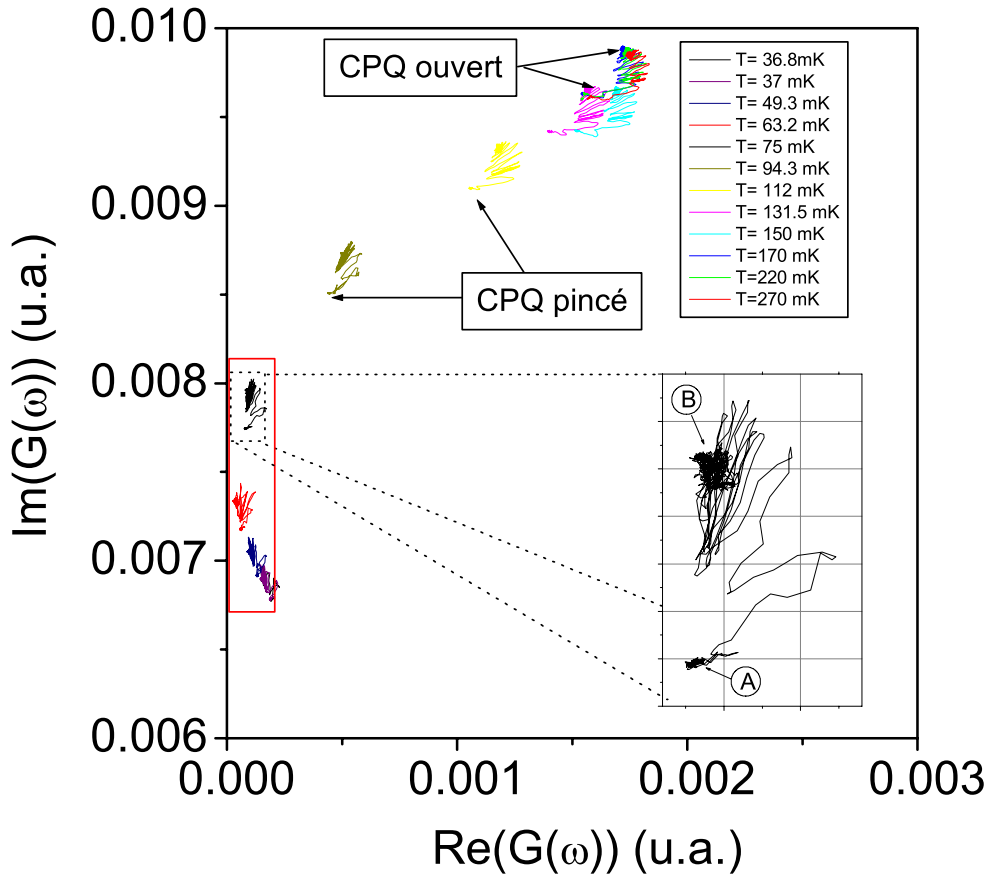 0.010
0.009
0.008
0.007
0.006
0.000
0.001
0.002
0.003
Im(G(ω)) (u.a.)
Re(G(ω)) (u.a.)
CPQ ouvert
CPQ pincé
T= 36.8mK
T= 37 mK
T= 49.3 mK
T= 63.2 mK
T= 75 mK
T= 94.3 mK
T= 112 mK
T= 131.5 mK
T= 150 mK
T=170 mK
T=220 mK
T=270 mK
B
A